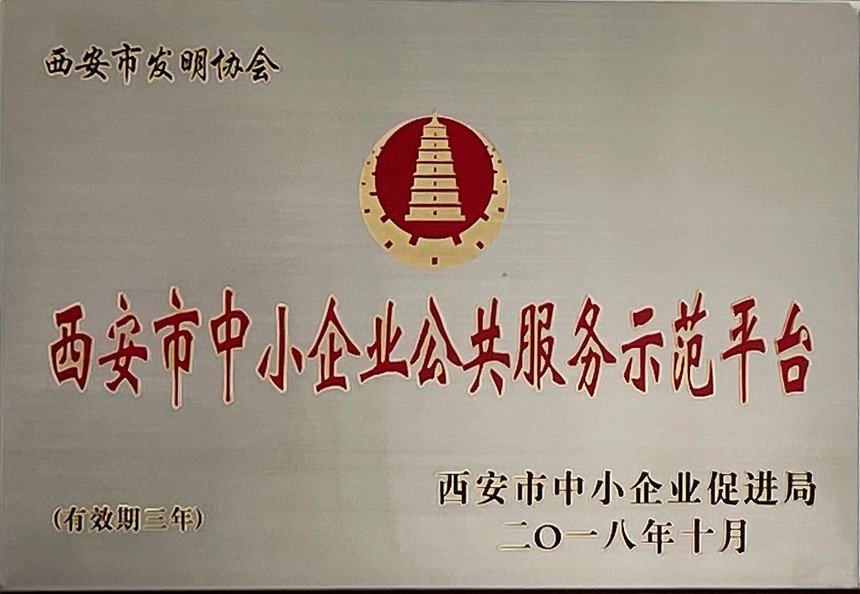 西安市发明协会
西安市中小企业公共服务示范平台
(有效期三年)
西安市中小企业促进局
二〇一八年十月